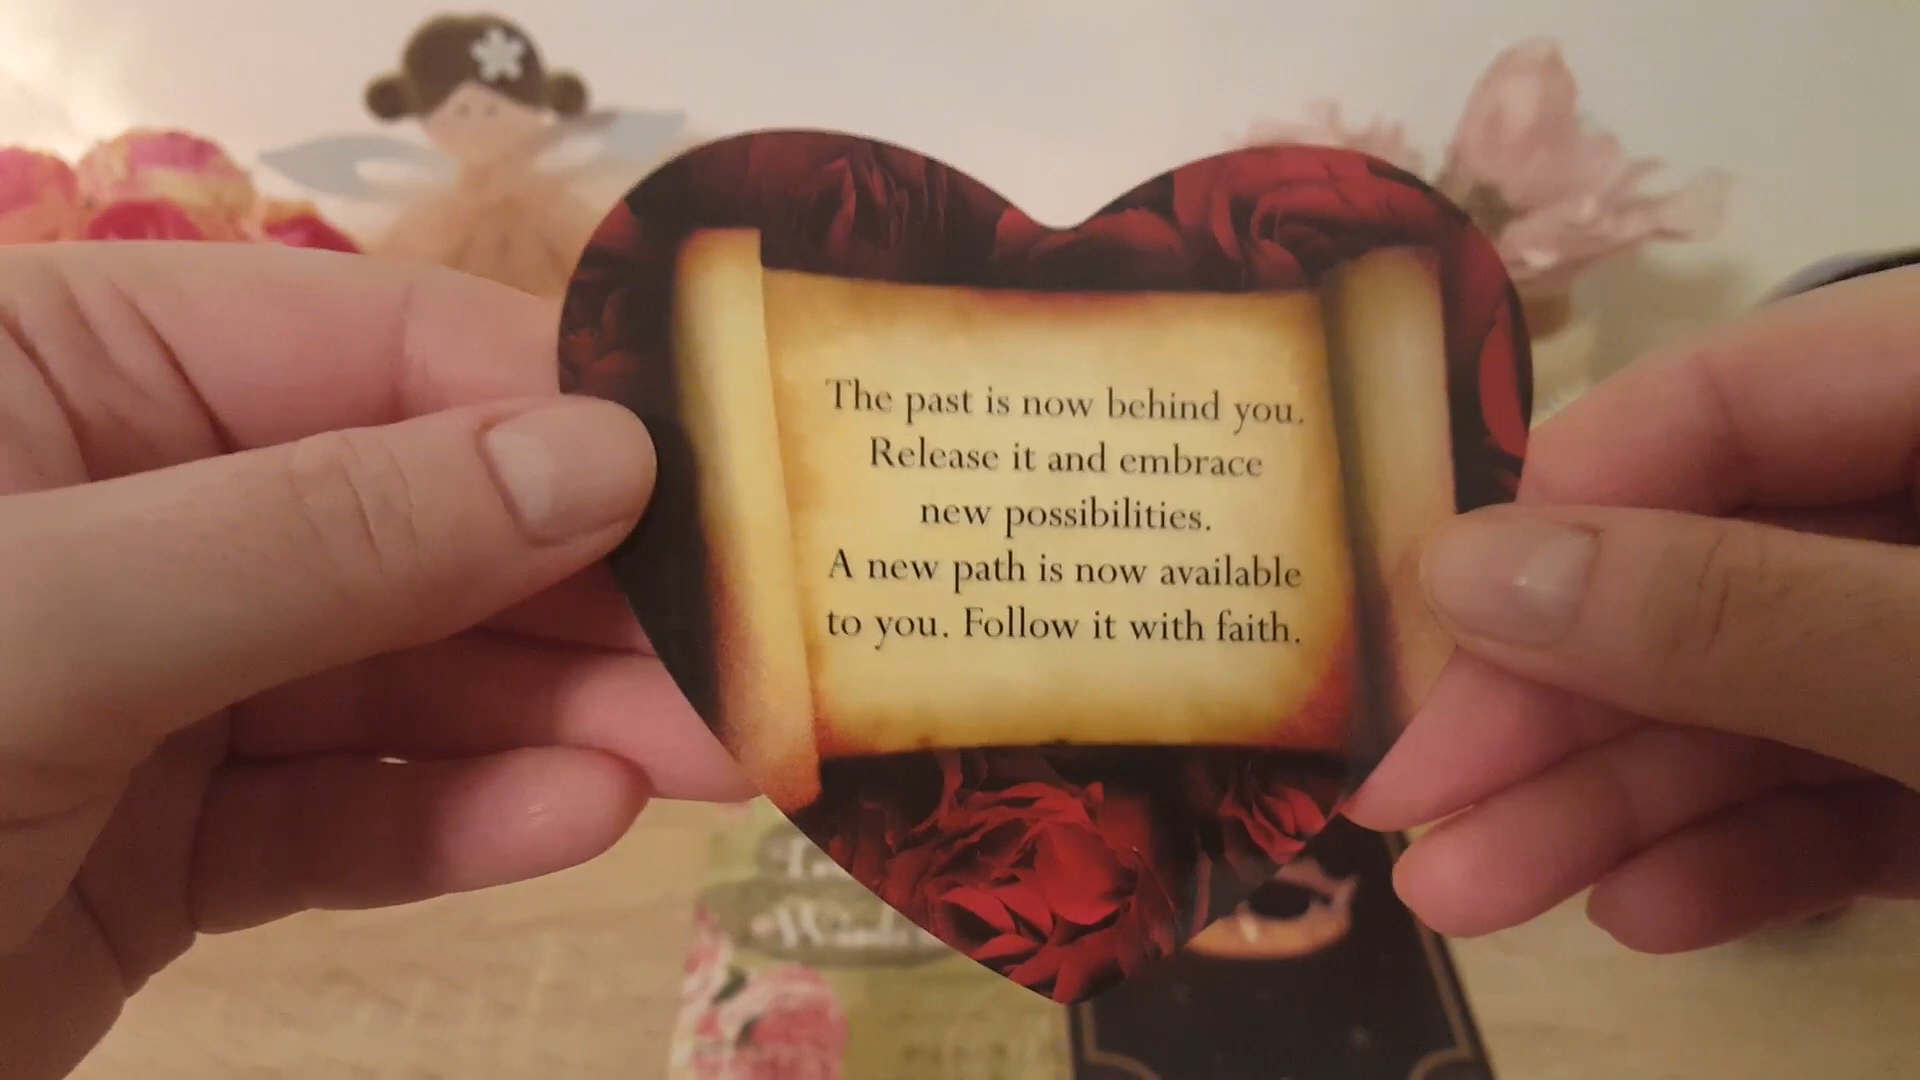 The past is now behind you.
Release it and embrace
new possibilities.
A new path is now available
to you. Follow it with faith.